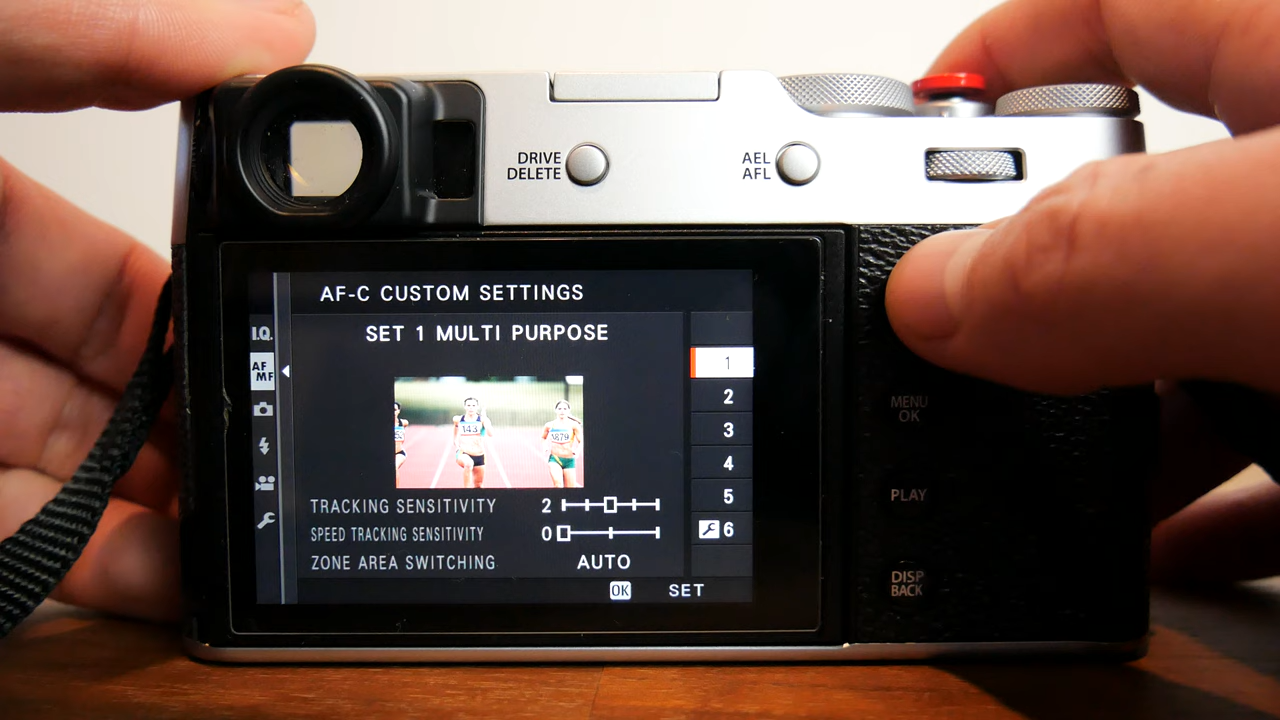 DRIVE
DELETE
AEL
AFL
AF-C CUSTOM SETTINGS
SET 1 MULTI PURPOSE
I.Q.
AF
MF
143
1879
1
2
3
4
5
6
TRACKING SENSITIVITY 2
SPEED TRACKING SENSITIVITY 0
ZONE AREA SWITCHING AUTO
OK SET
MENU
OK
PLAY
DISP
BACK